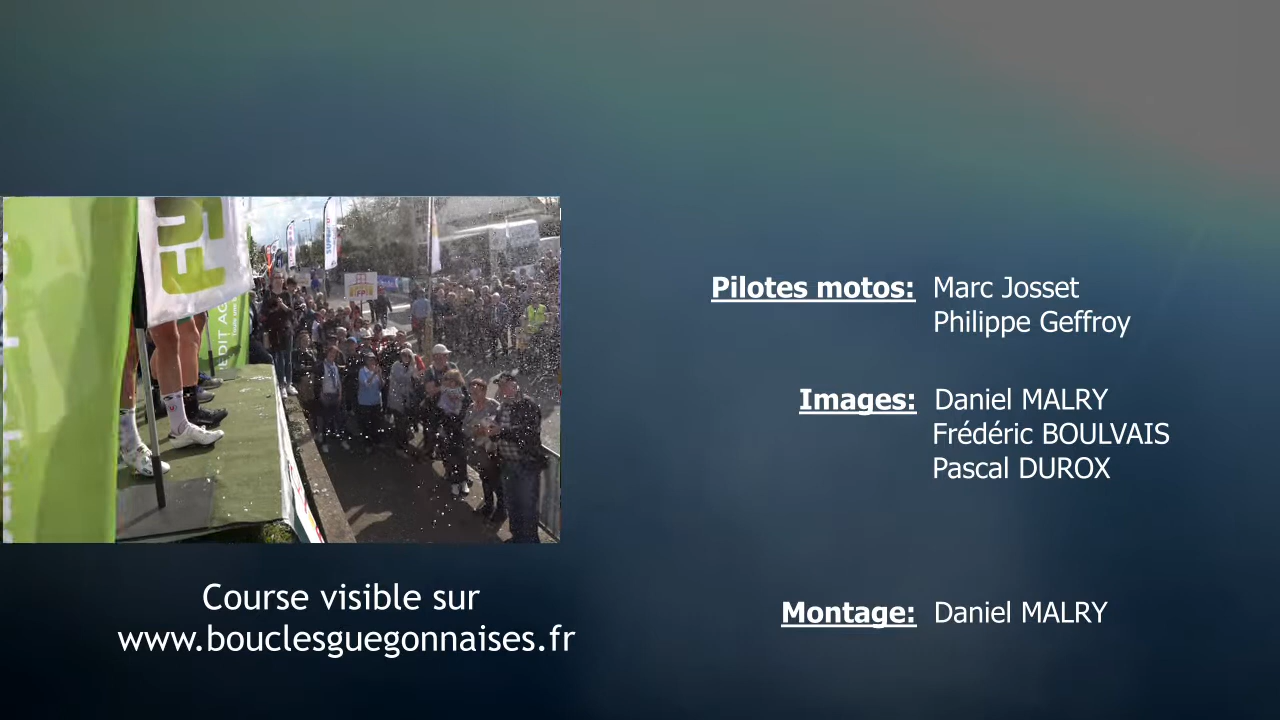 Pilotes motos: Marc Josset
Philippe Geffroy
Images: Daniel MALRY
Frédéric BOULVAIS
Pascal DUROX
Montage: Daniel MALRY
Course visible sur
www.bouclesguegonnaises.fr